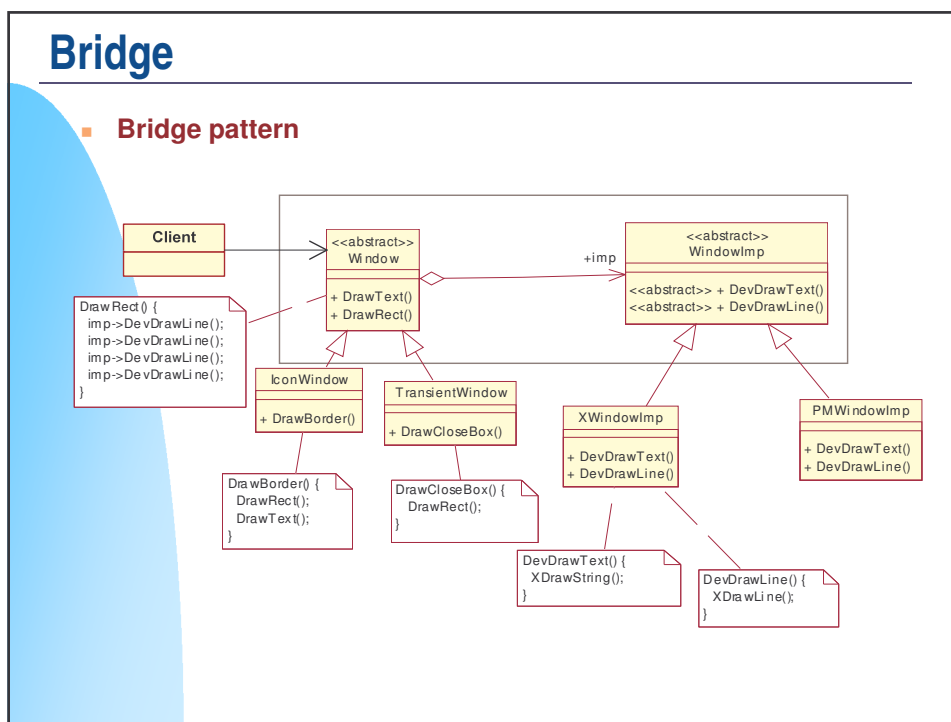 Bridge
Bridge pattern
Client
<<abstract>>
Window
+ DrawText()
+ DrawRect()
+imp
<<abstract>>
WindowImp
<<abstract>> + DevDrawText()
<<abstract>> + DevDrawLine()
DrawRect() {
imp->DevDrawLine();
imp->DevDrawLine();
imp->DevDrawLine();
imp->DevDrawLine();
}
IconWindow
+ DrawBorder()
TransientWindow
+ DrawCloseBox()
XWindowImp
+ DevDrawText()
+ DevDrawLine()
PMWindowImp
+ DevDrawText()
+ DevDrawLine()
DrawBorder() {
DrawRect();
DrawText();
}
DrawCloseBox() {
DrawRect();
}
DevDrawText() {
XDrawString();
}
DevDrawLine() {
XDrawLine();
}